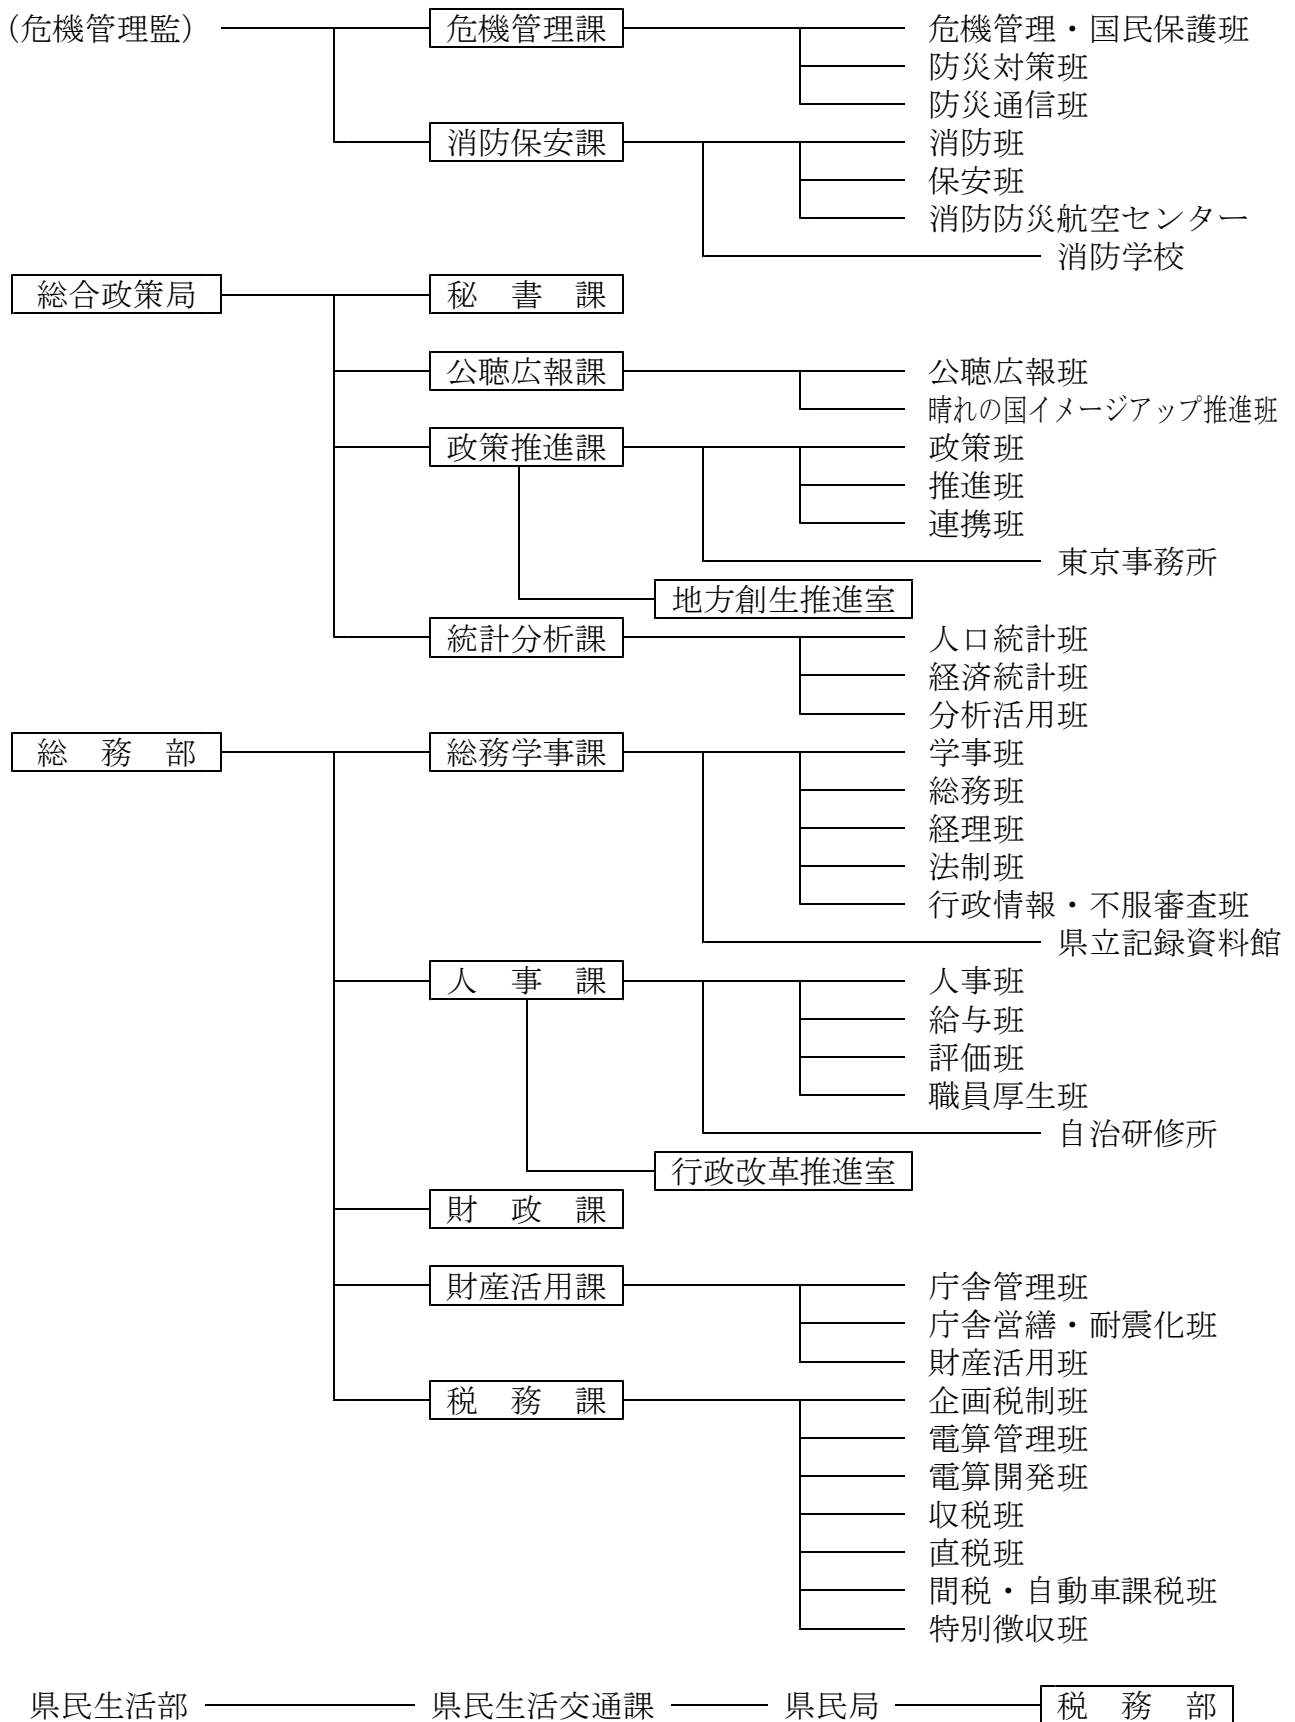 （危機管理監） 危機管理課 危機管理・国民保護班
防災対策班
防災通信班
消防保安課 消防班
保安班
消防防災航空センター
消防学校
総合政策局 秘　書　課
公聴広報課 公聴広報班
晴れの国イメージアップ推進班
政策推進課 政策班
推進班
連携班
東京事務所
地方創生推進室
統計分析課 人口統計班
経済統計班
分析活用班
総　務　部 総務学事課 学事班
総務班
経理班
法制班
行政情報・不服審査班
県立記録資料館
人　事　課 人事班
給与班
評価班
職員厚生班
自治研修所
行政改革推進室
財　政　課
財産活用課 庁舎管理班
庁舎営繕・耐震化班
財産活用班
税　務　課 企画税制班
電算管理班
電算開発班
収税班
直税班
間税・自動車課税班
特別徴収班
県民生活部 県民生活交通課 県民局 税　務　部